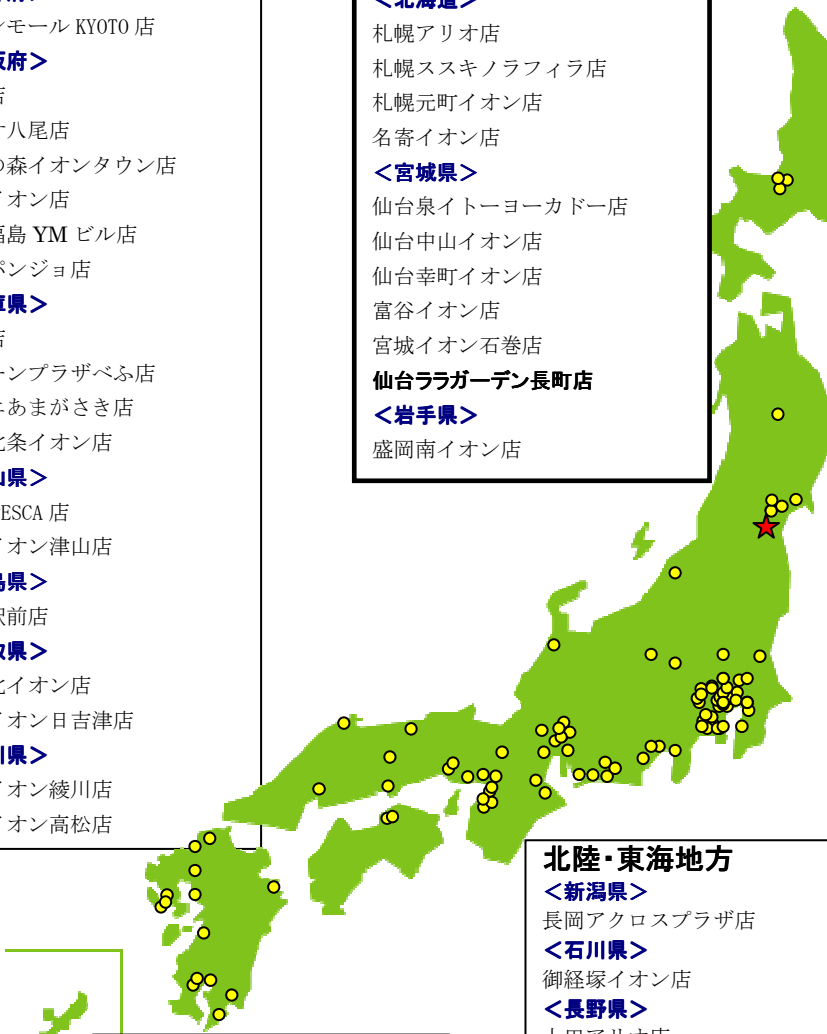 ンモール KYOTO 店
阪府＞
店
八尾店
の森イオンタウン店
イオン店
福島 YM ビル店
パンジョ店
庫県＞
店
ーンプラザべふ店
あまがさき店
北条イオン店
山県＞
ESCA 店
イオン津山店
島県＞
駅前店
取県＞
北イオン店
イオン日吉津店
川県＞
イオン綾川店
イオン高松店
＜北海道＞
札幌アリオ店
札幌ススキノラフィラ店
札幌元町イオン店
名寄イオン店
＜宮城県＞
仙台泉イトーヨーカドー店
仙台中山イオン店
仙台幸町イオン店
富谷イオン店
宮城イオン石巻店
仙台ララガーデン長町店
＜岩手県＞
盛岡南イオン店
北陸・東海地方
＜新潟県＞
長岡アクロスプラザ店
＜石川県＞
御経塚イオン店
＜長野県＞
上田アリオ店